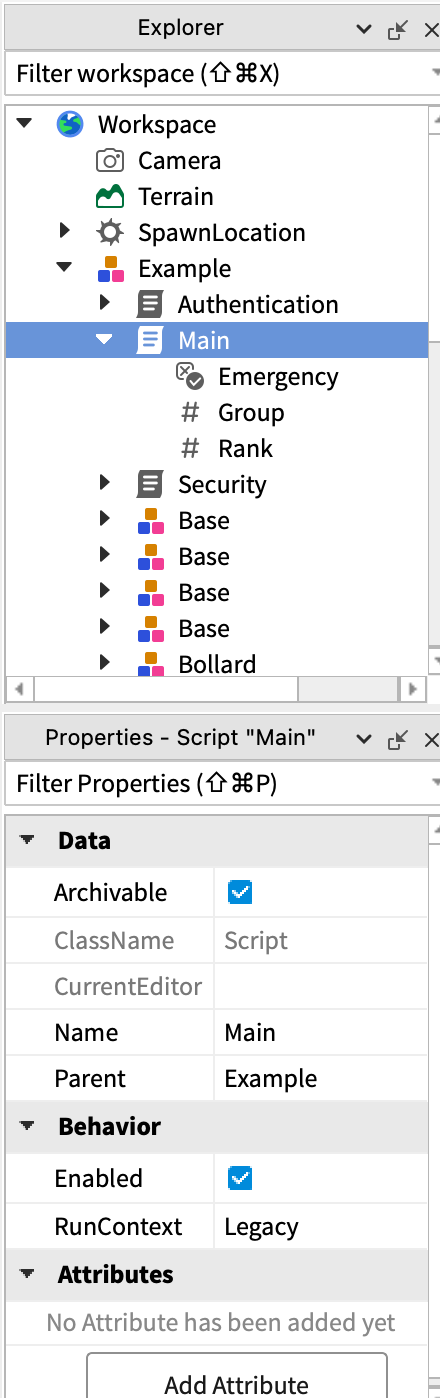 Explorer
Filter workspace (⇧⌘X)
Workspace
Camera
Terrain
SpawnLocation
Example
Authentication
Main
Emergency
# Group
# Rank
Security
Base
Base
Base
Base
Bollard
Properties - Script "Main"
Filter Properties (⇧⌘P)
Data
Archivable
ClassName Script
CurrentEditor
Name Main
Parent Example
Behavior
Enabled
RunContext Legacy
Attributes
No Attribute has been added yet
Add Attribute